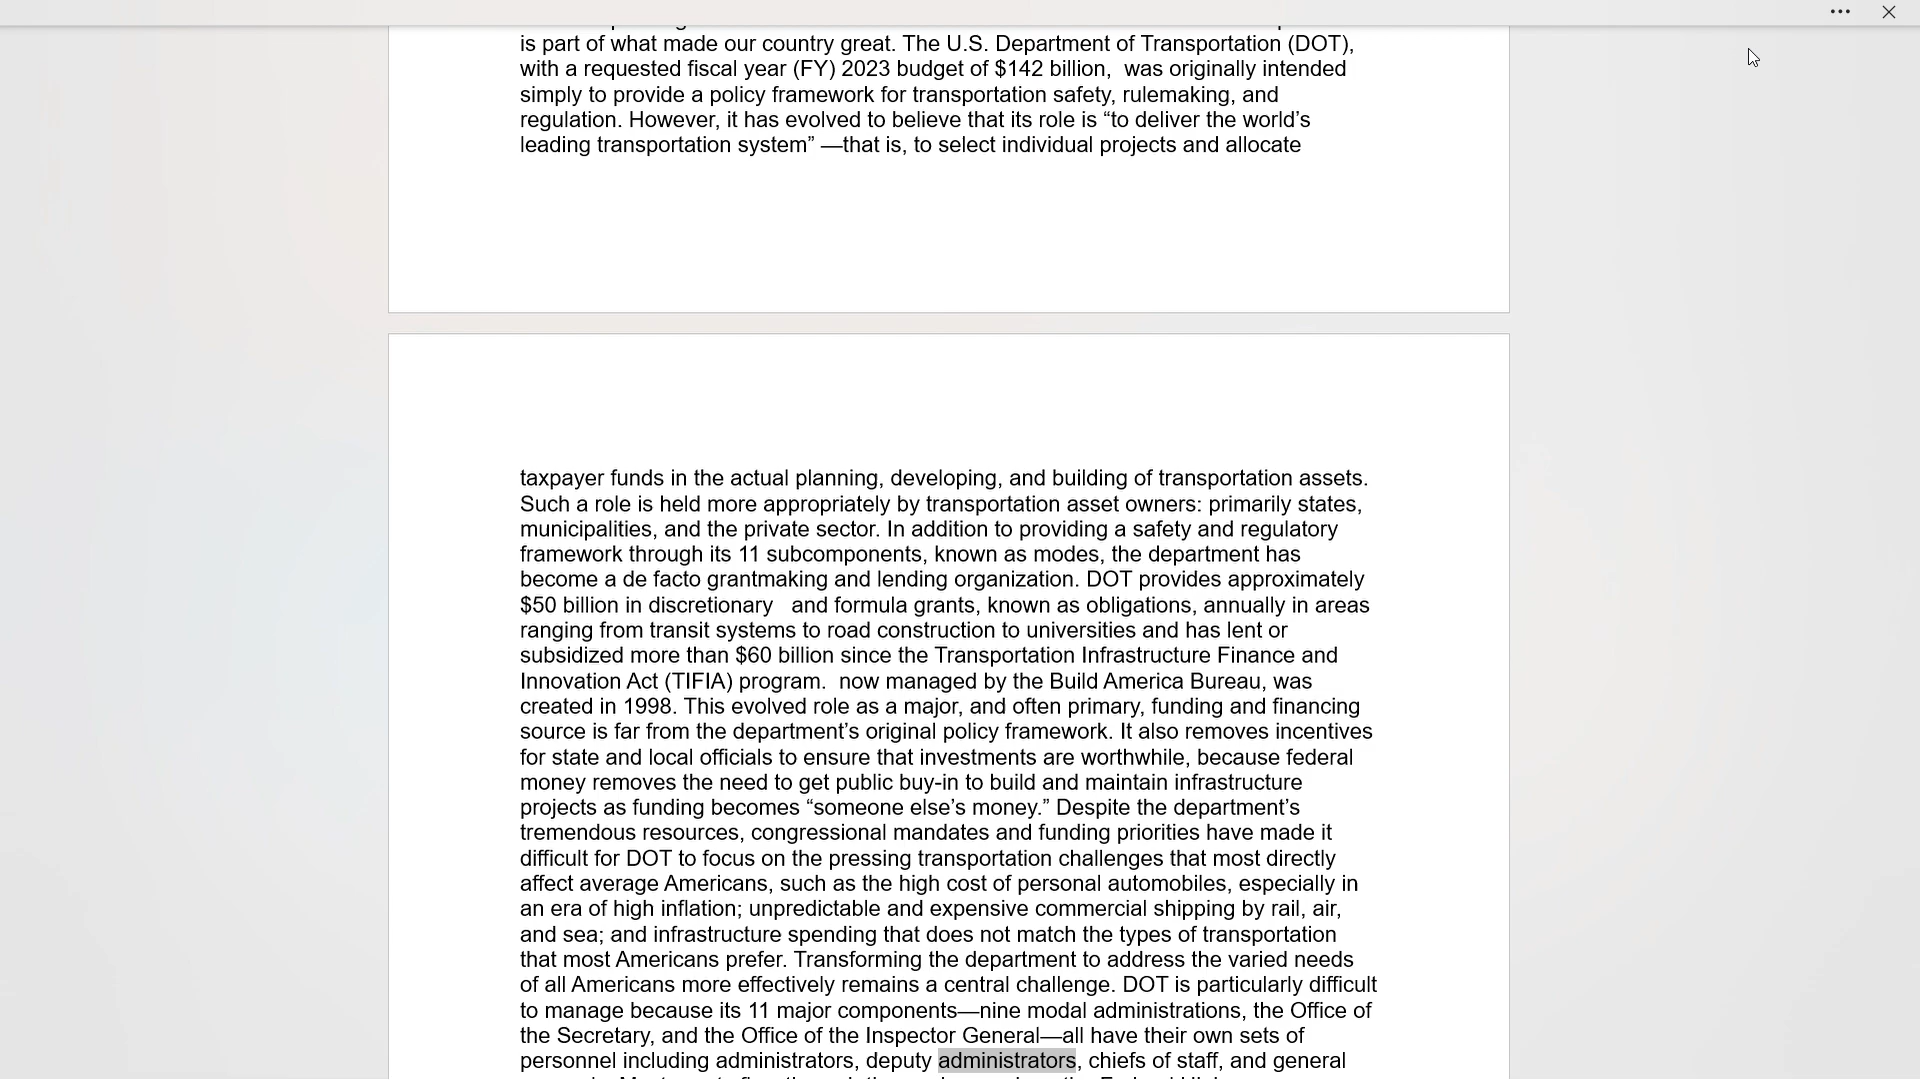 is part of what made our country great. The U.S. Department of Transportation (DOT),
with a requested fiscal year (FY) 2023 budget of $142 billion,  was originally intended
simply to provide a policy framework for transportation safety, rulemaking, and
regulation. However, it has evolved to believe that its role is “to deliver the world’s
leading transportation system” —that is, to select individual projects and allocate
taxpayer funds in the actual planning, developing, and building of transportation assets.
Such a role is held more appropriately by transportation asset owners: primarily states,
municipalities, and the private sector. In addition to providing a safety and regulatory
framework through its 11 subcomponents, known as modes, the department has
become a de facto grantmaking and lending organization. DOT provides approximately
$50 billion in discretionary   and formula grants, known as obligations, annually in areas
ranging from transit systems to road construction to universities and has lent or
subsidized more than $60 billion since the Transportation Infrastructure Finance and
Innovation Act (TIFIA) program.  now managed by the Build America Bureau, was
created in 1998. This evolved role as a major, and often primary, funding and financing
source is far from the department’s original policy framework. It also removes incentives
for state and local officials to ensure that investments are worthwhile, because federal
money removes the need to get public buy-in to build and maintain infrastructure
projects as funding becomes “someone else’s money.” Despite the department’s
tremendous resources, congressional mandates and funding priorities have made it
difficult for DOT to focus on the pressing transportation challenges that most directly
affect average Americans, such as the high cost of personal automobiles, especially in
an era of high inflation; unpredictable and expensive commercial shipping by rail, air,
and sea; and infrastructure spending that does not match the types of transportation
that most Americans prefer. Transforming the department to address the varied needs
of all Americans more effectively remains a central challenge. DOT is particularly difficult
to manage because its 11 major components—nine modal administrations, the Office of
the Secretary, and the Office of the Inspector General—all have their own sets of
personnel including administrators, deputy administrators, chiefs of staff, and general